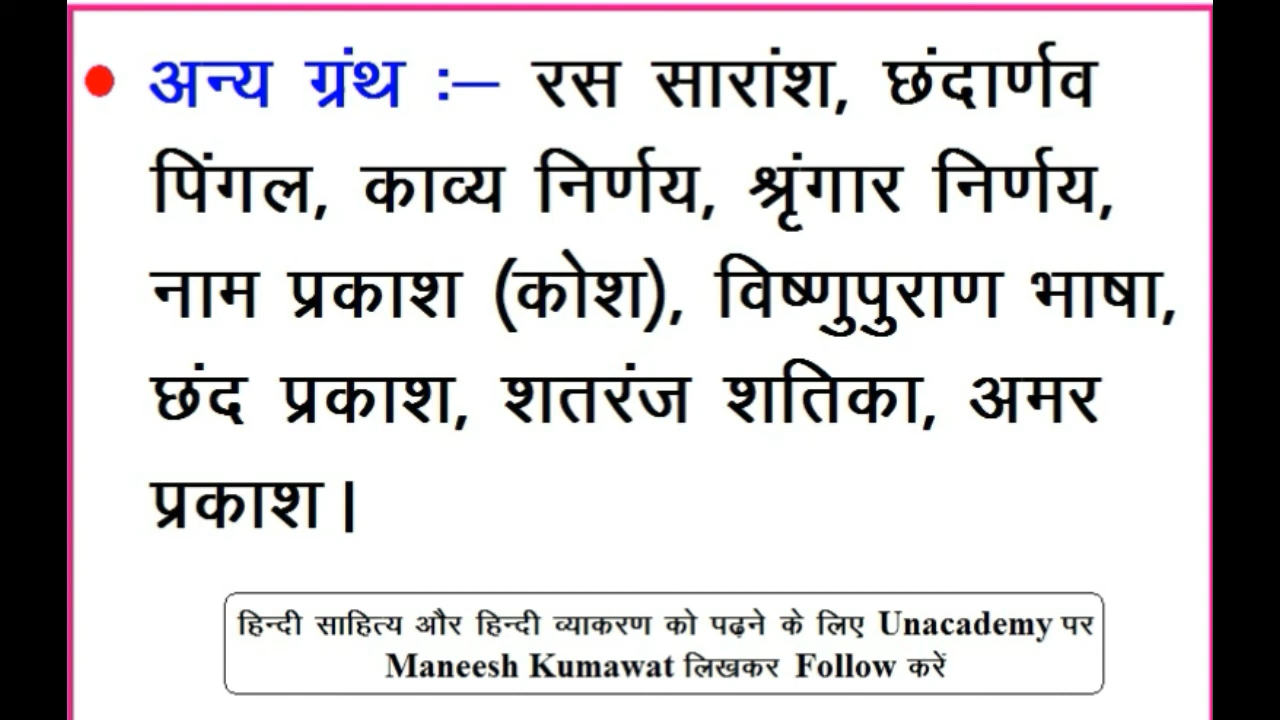 अन्य ग्रंथ :– रस सारांश, छंदार्णव
पिंगल, काव्य निर्णय, श्रृंगार निर्णय,
नाम प्रकाश (कोश), विष्णुपुराण भाषा,
छंद प्रकाश, शतरंज शतिका, अमर
प्रकाश।
हिन्दी साहित्य और हिन्दी व्याकरण को पढ़ने के लिए Unacademy पर
Maneesh Kumawat लिखकर Follow करें